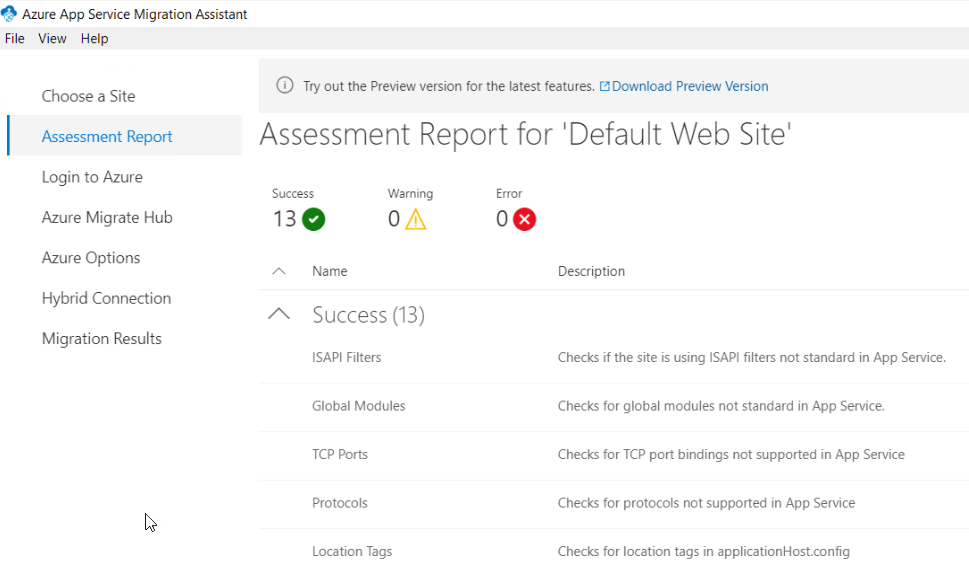 Azure App Service Migration Assistant
File View Help
Try out the Preview version for the latest features. Download Preview Version
Choose a Site
Assessment Report
Login to Azure
Azure Migrate Hub
Azure Options
Hybrid Connection
Migration Results
Assessment Report for 'Default Web Site'
Success Warning Error
13 0 0
Name Description
Success (13)
ISAPI Filters Checks if the site is using ISAPI filters not standard in App Service.
Global Modules Checks for global modules not standard in App Service.
TCP Ports Checks for TCP port bindings not supported in App Service
Protocols Checks for protocols not supported in App Service
Location Tags Checks for location tags in applicationHost.config